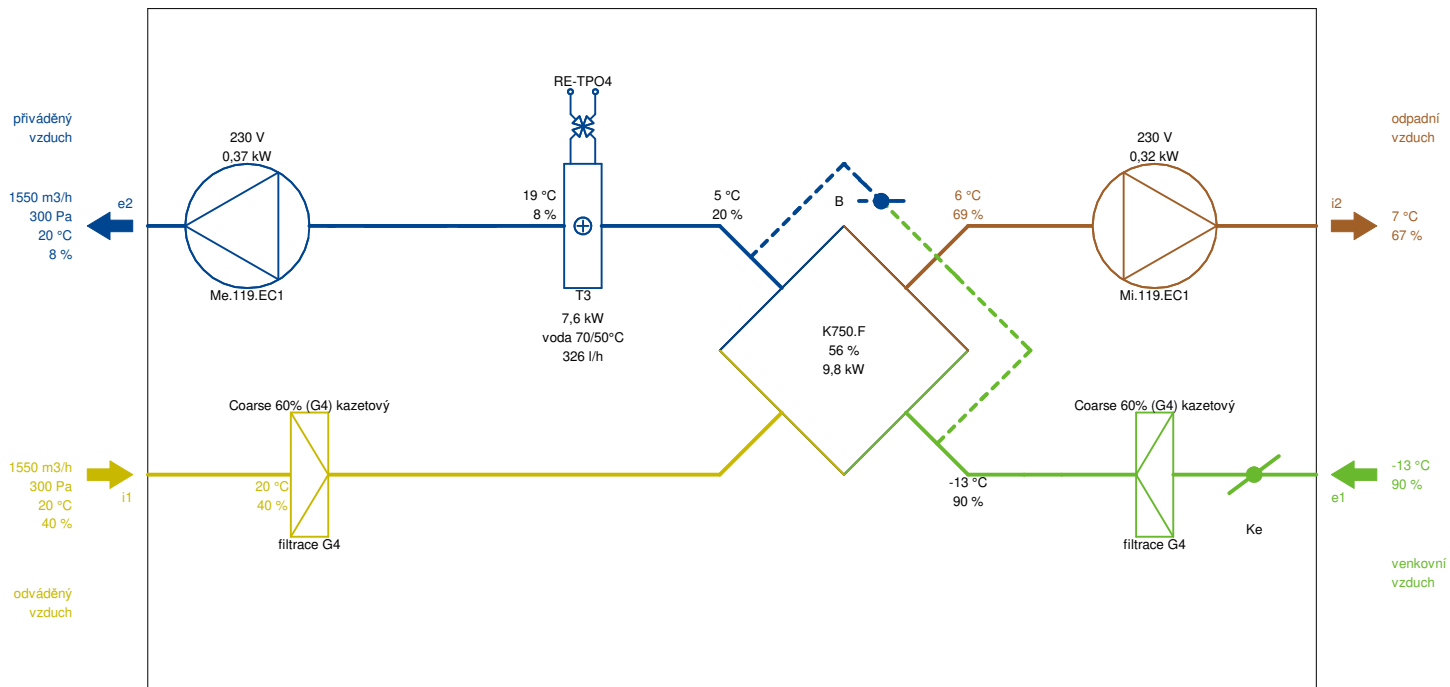 RE-TPO4
přiváděný
vzduch
230 V
0,37 kW
230 V
0,32 kW
odpadní
vzduch
1550 m3/h
300 Pa
20 °C
8 %
e2
19 °C
8 %
5 °C
20 %
B
6 °C
69 %
i2
7 °C
67 %
Me.119.EC1
T3
7,6 kW
voda 70/50°C
326 l/h
Mi.119.EC1
K750.F
56 %
9,8 kW
Coarse 60% (G4) kazetový
Coarse 60% (G4) kazetový
1550 m3/h
300 Pa
20 °C
40 %
i1
20 °C
40 %
-13 °C
90 %
-13 °C
90 %
e1
filtrace G4
filtrace G4
Ke
odváděný
vzduch
venkovní
vzduch